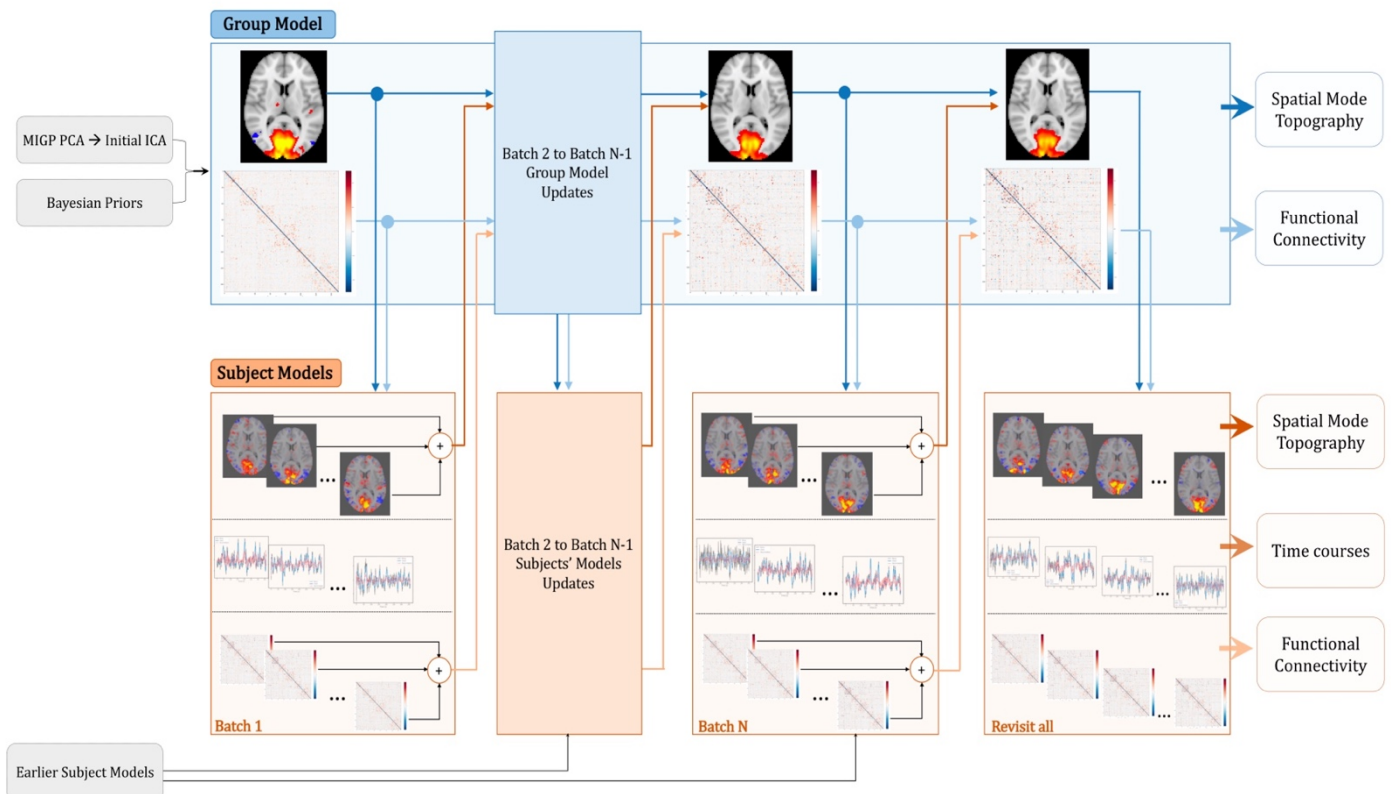 Group Model
MIGP PCA → Initial ICA
Bayesian Priors
Batch 2 to Batch N-1
Group Model
Updates
Spatial Mode
Topography
Functional
Connectivity
Subject Models
+
+
...
...
...
Batch 1
Batch 2 to Batch N-1
Subjects' Models
Updates
+
+
...
...
...
Batch N
...
...
...
Revisit all
Spatial Mode
Topography
Time courses
Functional
Connectivity
Earlier Subject Models